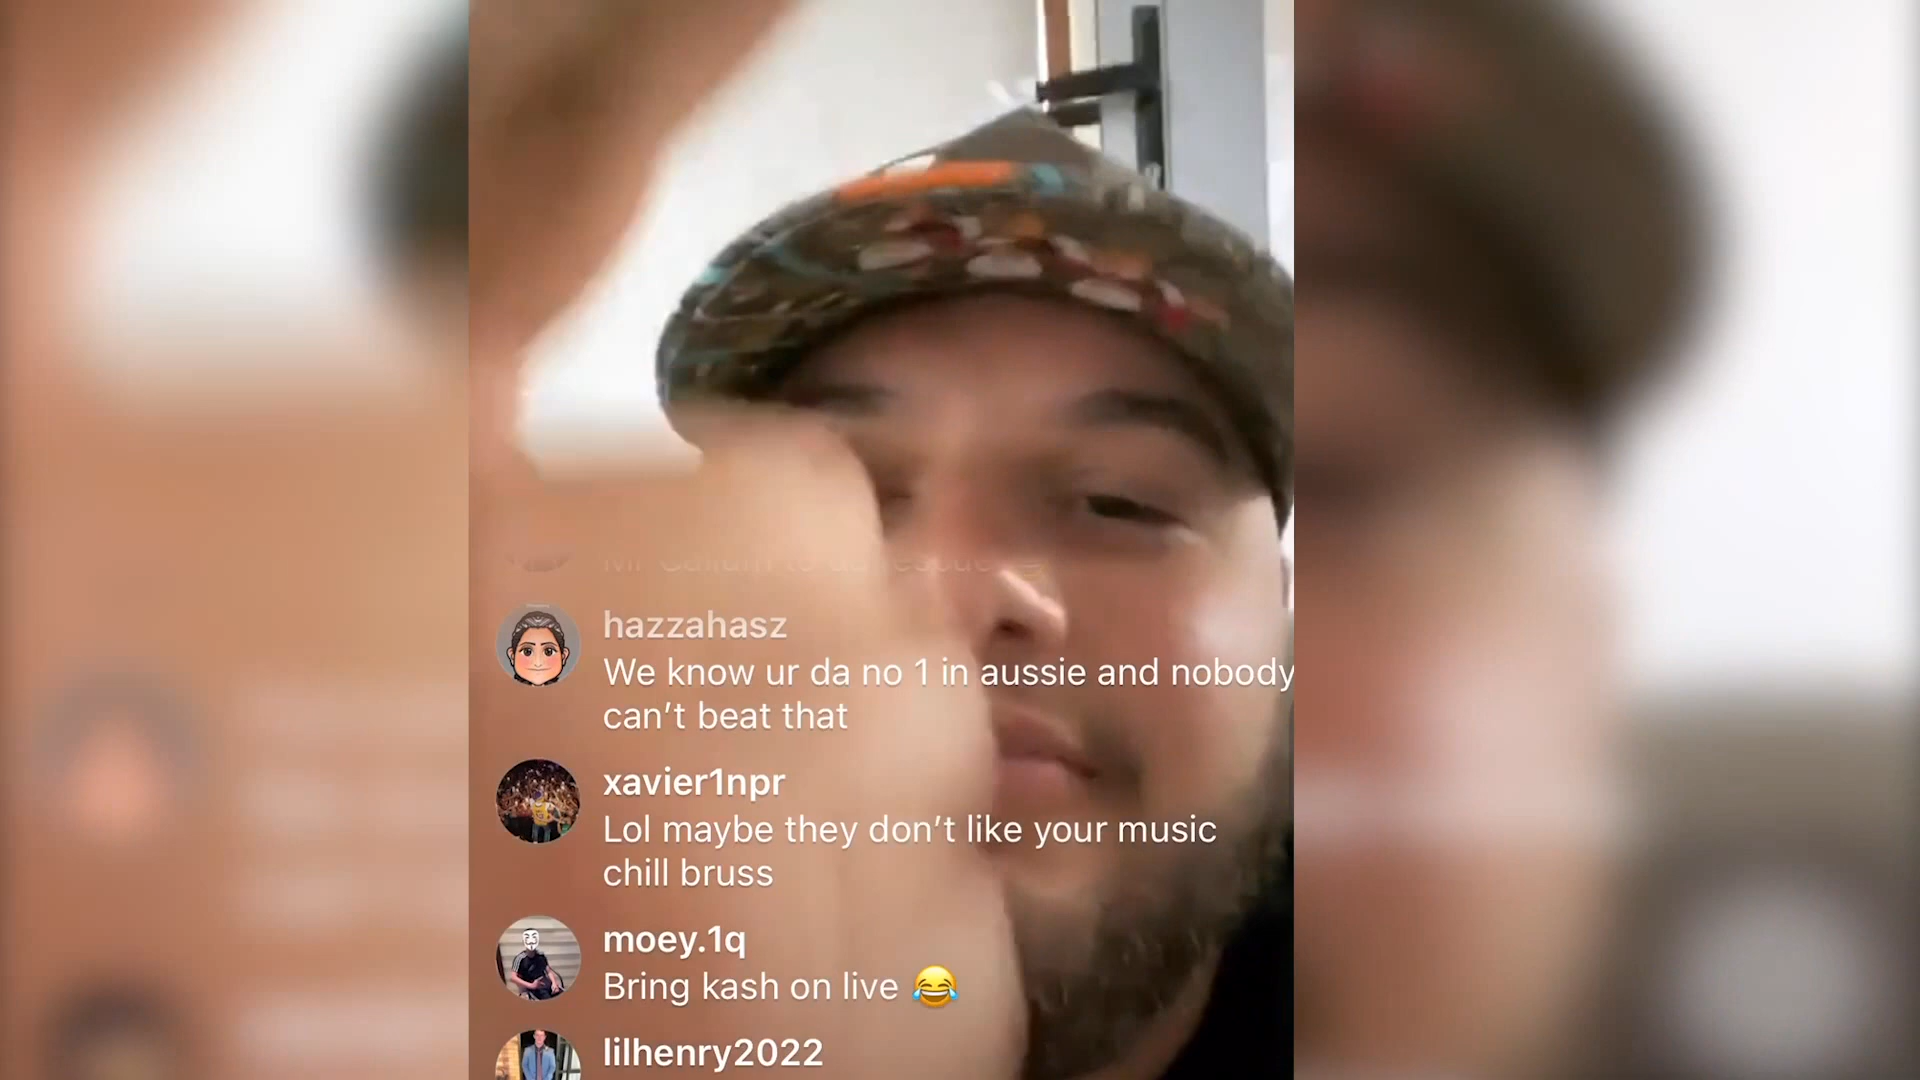 hazzahasz
We know ur da no 1 in aussie and nobody
can’t beat that
xavier1npr
Lol maybe they don’t like your music
chill bruss
moey.1q
Bring kash on live 😂
lilhenry2022